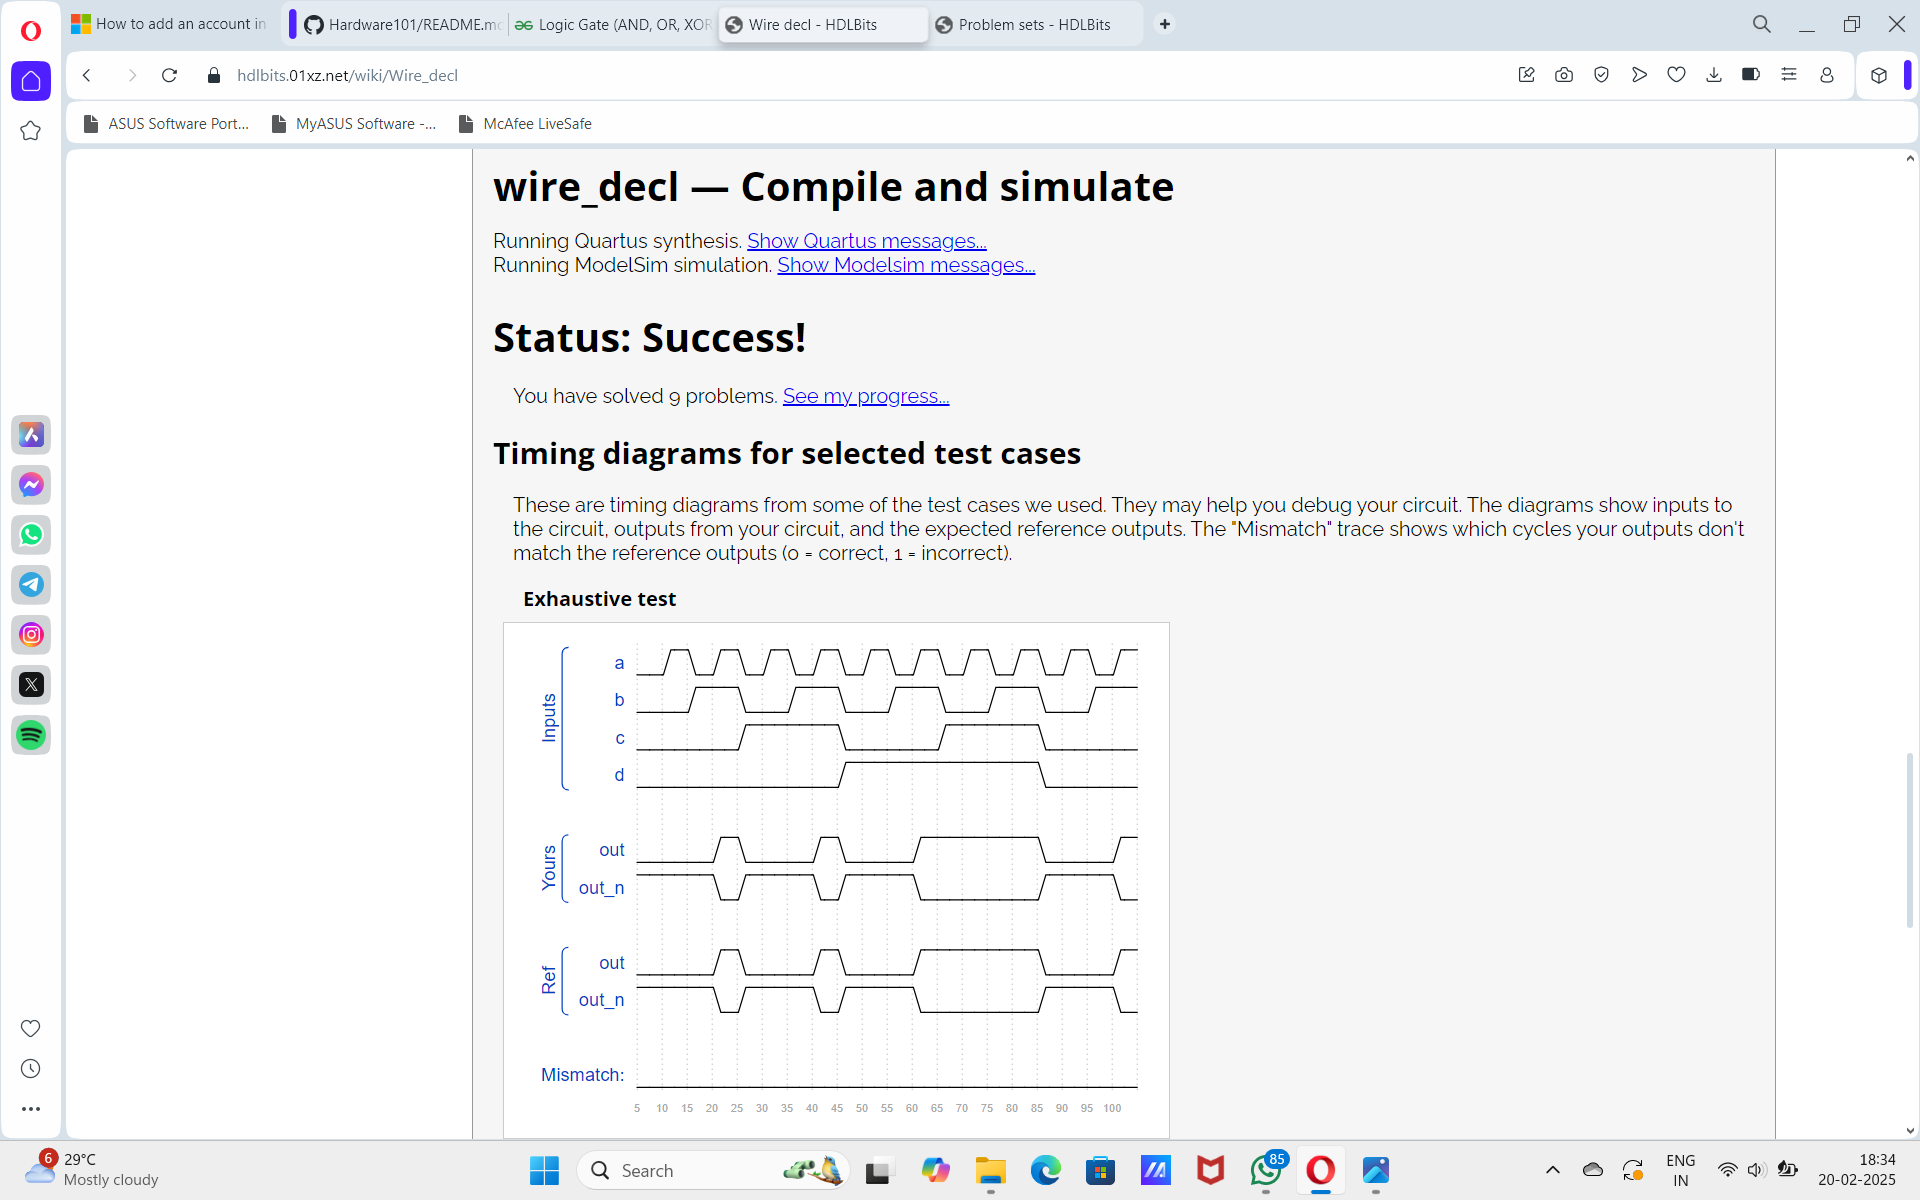 How to add an account in
Hardware101/README.mc
Logic Gate (AND, OR, XOR
Wire decl - HDLBits
Problem sets - HDLBits
hdlbits.01xz.net/wiki/Wire_decl
ASUS Software Port...
MyASUS Software -...
McAfee LiveSafe
wire_decl — Compile and simulate
Running Quartus synthesis. Show Quartus messages...
Running ModelSim simulation. Show Modelsim messages...
Status: Success!
You have solved 9 problems. See my progress...
Timing diagrams for selected test cases
These are timing diagrams from some of the test cases we used. They may help you debug your circuit. The diagrams show inputs to
the circuit, outputs from your circuit, and the expected reference outputs. The "Mismatch" trace shows which cycles your outputs don't
match the reference outputs (0 = correct, 1 = incorrect).
Exhaustive test
Inputs
a
b
c
d
Yours
out
out_n
Ref
out
out_n
Mismatch:
5 10 15 20 25 30 35 40 45 50 55 60 65 70 75 80 85 90 95 100
6
29°C
Mostly cloudy
Search
85
ENG
IN
18:34
20-02-2025